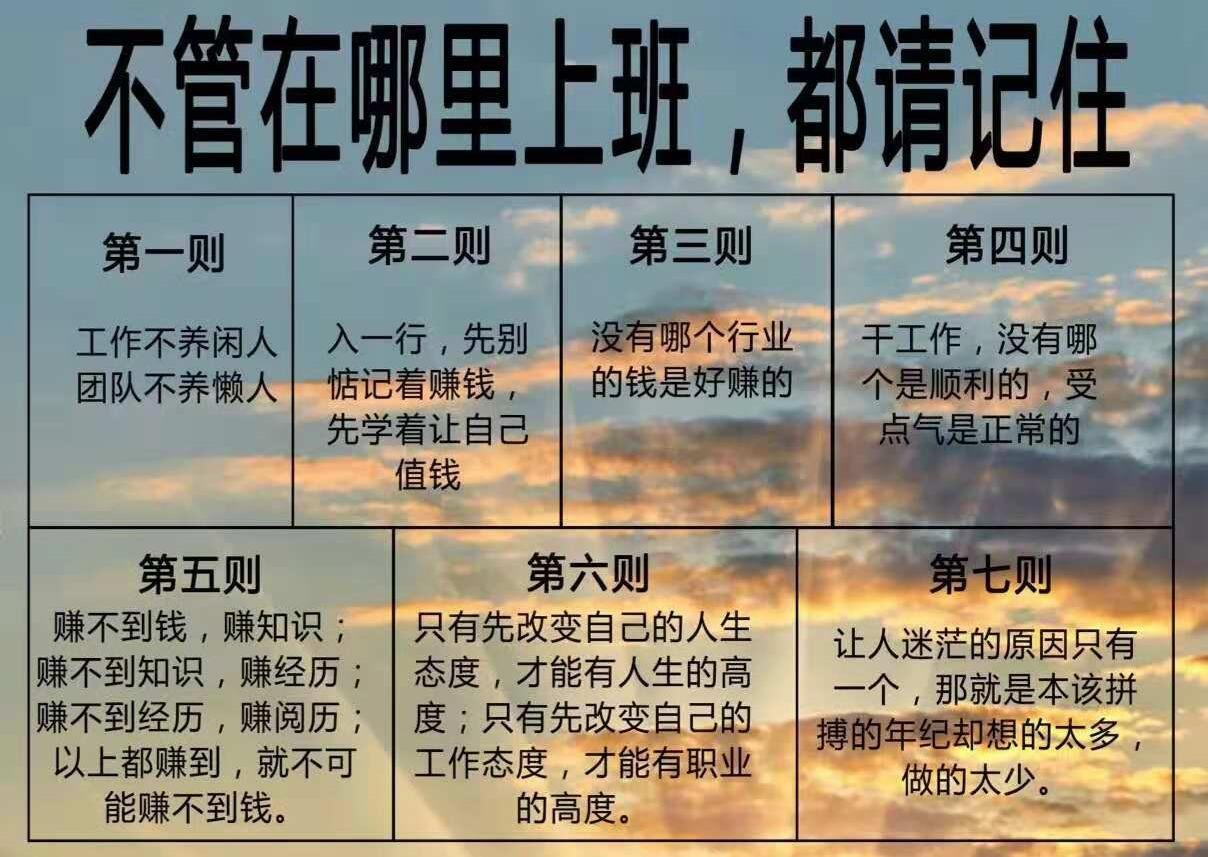 不管在哪里上班，都请记住
第一则
工作不养闲人
团队不养懒人
第二则
入一行，先别
惦记着赚钱，
先学着让自己
值钱
第三则
没有哪个行业
的钱是好赚的
第四则
干工作，没有哪
个是顺利的，受
点气是正常的
第五则
赚不到钱，赚知识；
赚不到知识，赚经历；
赚不到经历，赚阅历；
以上都赚到，就不可
能赚不到钱。
第六则
只有先改变自己的人生
态度，才能有人生的高
度；只有先改变自己的
工作态度，才能有职业
的高度。
第七则
让人迷茫的原因只有
一个，那就是本该拼
搏的年纪却想的太多，
做的太少。